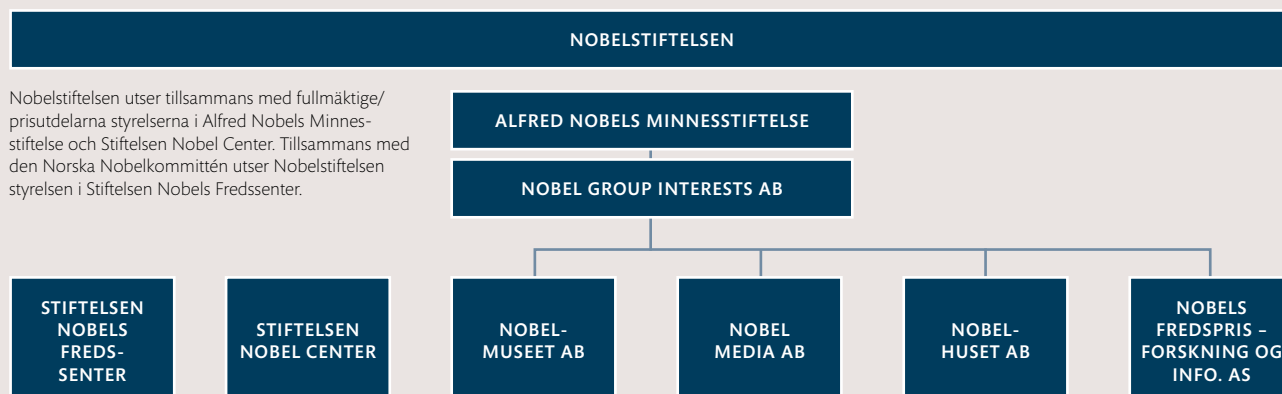 NOBELSTIFTELSEN
Nobelstiftelsen utser tillsammans med fullmäktige/
prisutdelarna styrelserna i Alfred Nobels Minnes-
stiftelse och Stiftelsen Nobel Center. Tillsammans med
den Norska Nobelkommittén utser Nobelstiftelsen
styrelsen i Stiftelsen Nobels Fredssenter.
ALFRED NOBELS MINNESSTIFTELSE
NOBEL GROUP INTERESTS AB
STIFTELSEN
NOBELS
FREDS-
SENTER
STIFTELSEN
NOBEL CENTER
NOBEL-
MUSEET AB
NOBEL
MEDIA AB
NOBEL-
HUSET AB
NOBELS
FREDSPRIS –
FORSKNING OG
INFO. AS